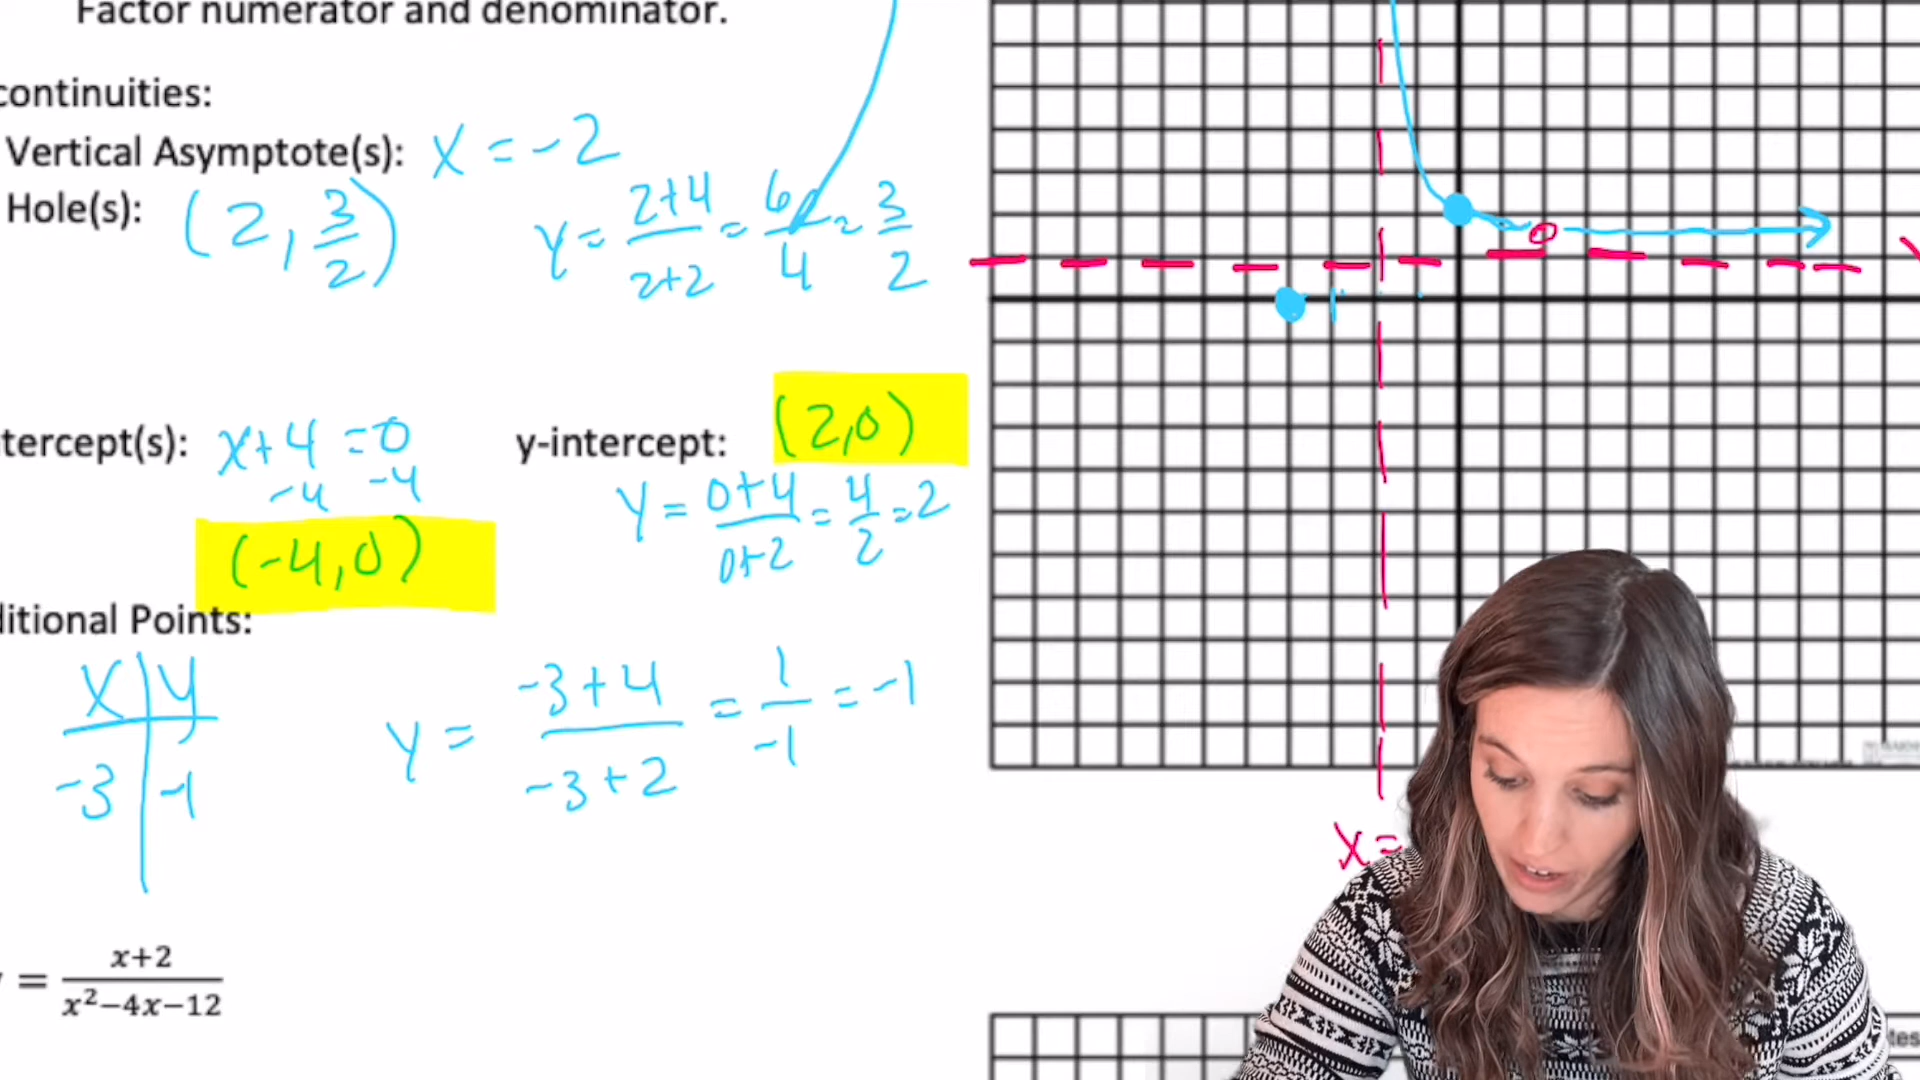 Factor numerator and denominator.
continuities:
Vertical Asymptote(s): x = -2
Hole(s): (2, 3/2) y = 2+4/2+2 = 6/4 = 3/2
tercept(s): x+4 = 0
-4 -4
(-4,0)
y-intercept: (2,0)
y = 0+4/0+2 = 4/2 = 2
ditional Points:
x | y
-3 | -1
y = -3+4/-3+2 = 1/-1 = -1
= x+2/x²−4x−12
x =
tes